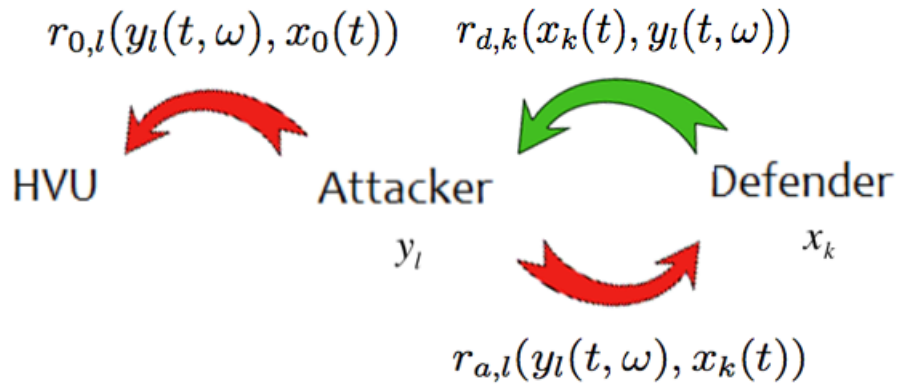 r_{0,l}(y_l(t, ω), x_0(t)) r_{d,k}(x_k(t), y_l(t, ω))
HVU Attacker Defender
y_l x_k
r_{a,l}(y_l(t, ω), x_k(t))